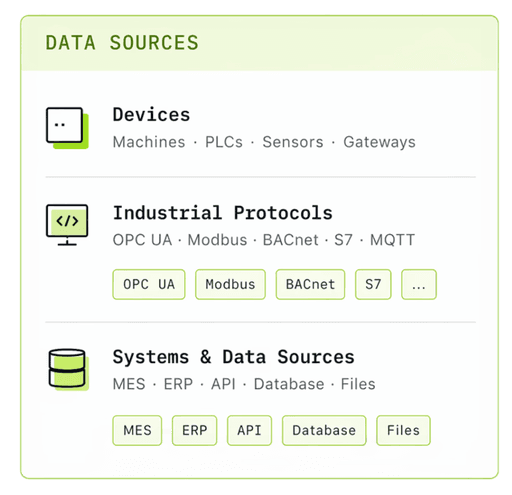 DATA SOURCES
Devices
Machines · PLCs · Sensors · Gateways
</>
Industrial Protocols
OPC UA · Modbus · BACnet · S7 · MQTT
OPC UA Modbus BACnet S7 ...
Systems & Data Sources
MES · ERP · API · Database · Files
MES ERP API Database Files